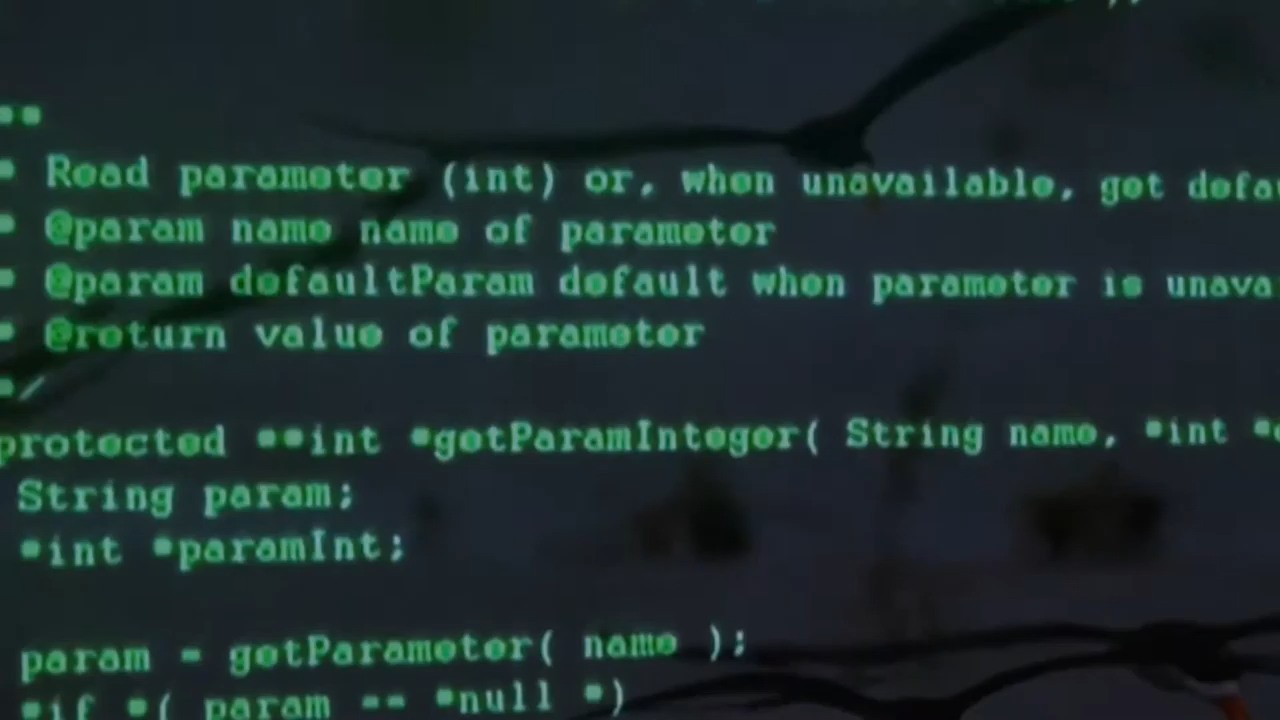 **
* Read parameter (int) or, when unavailable, get defau
* @param name name of parameter
* @param defaultParam default when parameter is unava
* @return value of parameter
*/
protected **int *getParamInteger( String name, *int *
String param;
*int *paramInt;
param = getParameter( name );
*if *( param == *null *)